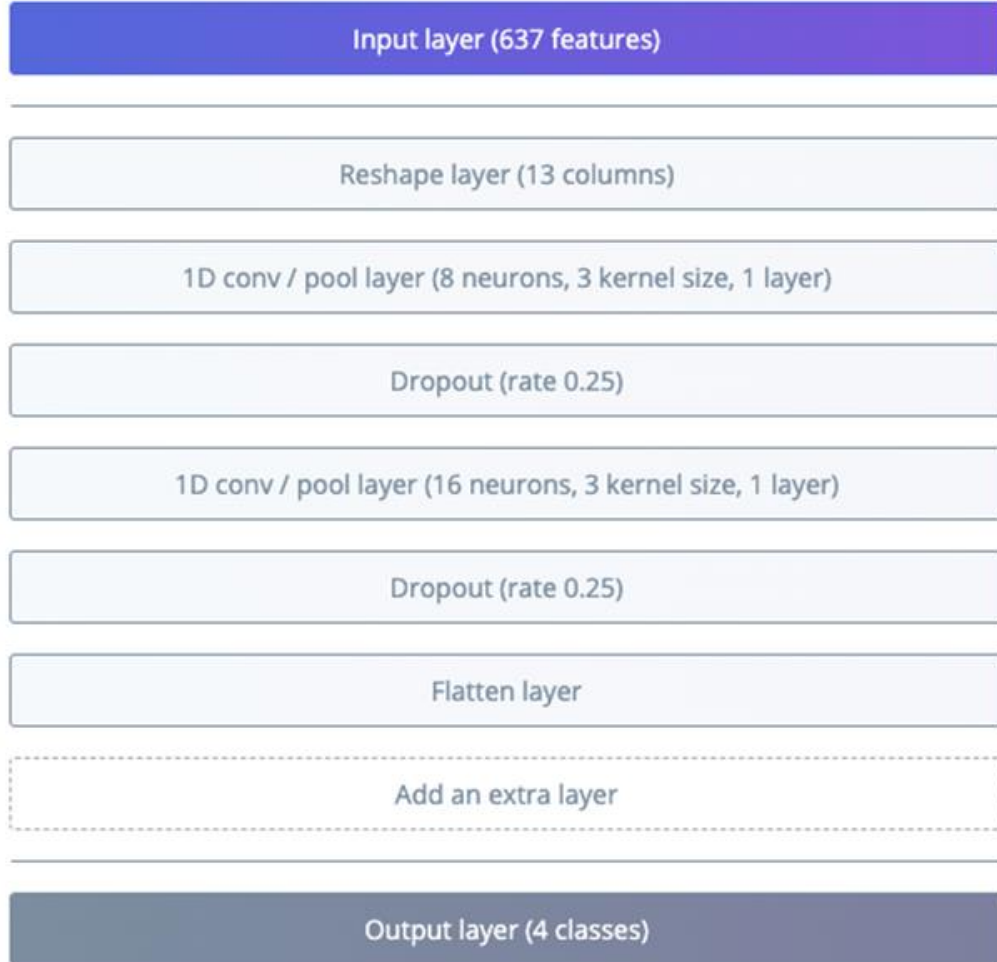 Input layer (637 features)
Reshape layer (13 columns)
1D conv / pool layer (8 neurons, 3 kernel size, 1 layer)
Dropout (rate 0.25)
1D conv / pool layer (16 neurons, 3 kernel size, 1 layer)
Dropout (rate 0.25)
Flatten layer
Add an extra layer
Output layer (4 classes)